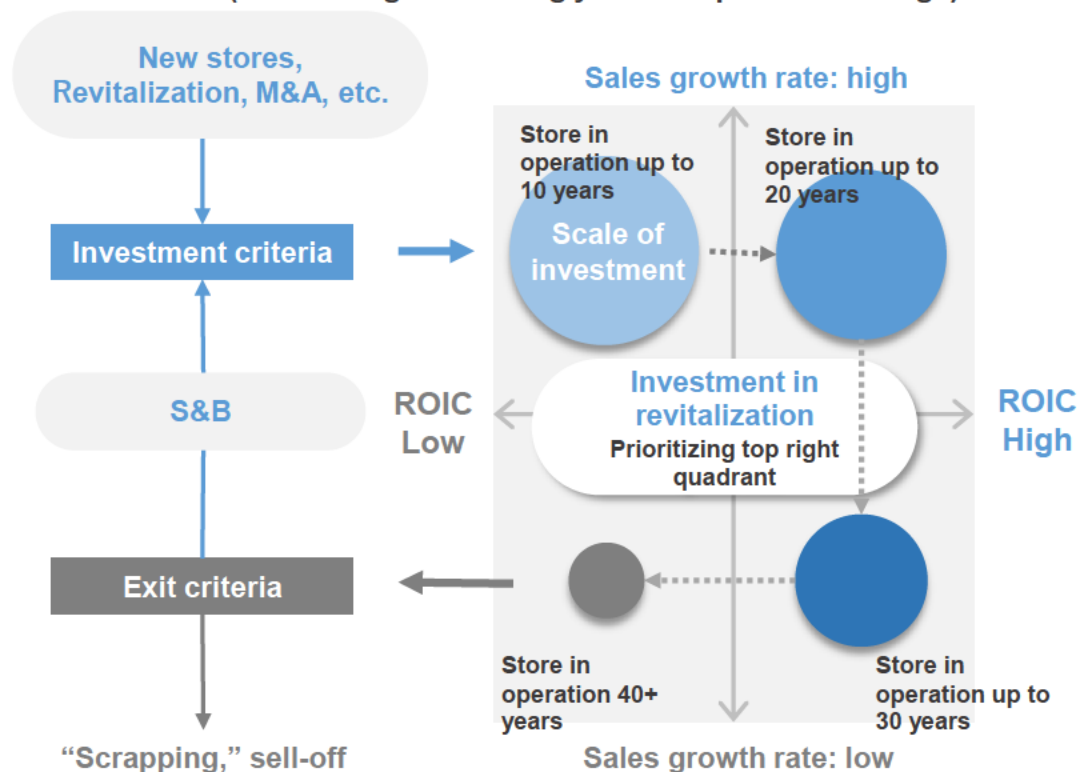 New stores,
Revitalization, M&A, etc.
Sales growth rate: high
Store in
operation up to
10 years
Store in
operation up to
20 years
Investment criteria
Scale of
investment
S&B
ROIC
Low
Investment in
revitalization
Prioritizing top right
quadrant
ROIC
High
Exit criteria
Store in
operation 40+
years
Store in
operation up to
30 years
“Scrapping,” sell-off
Sales growth rate: low